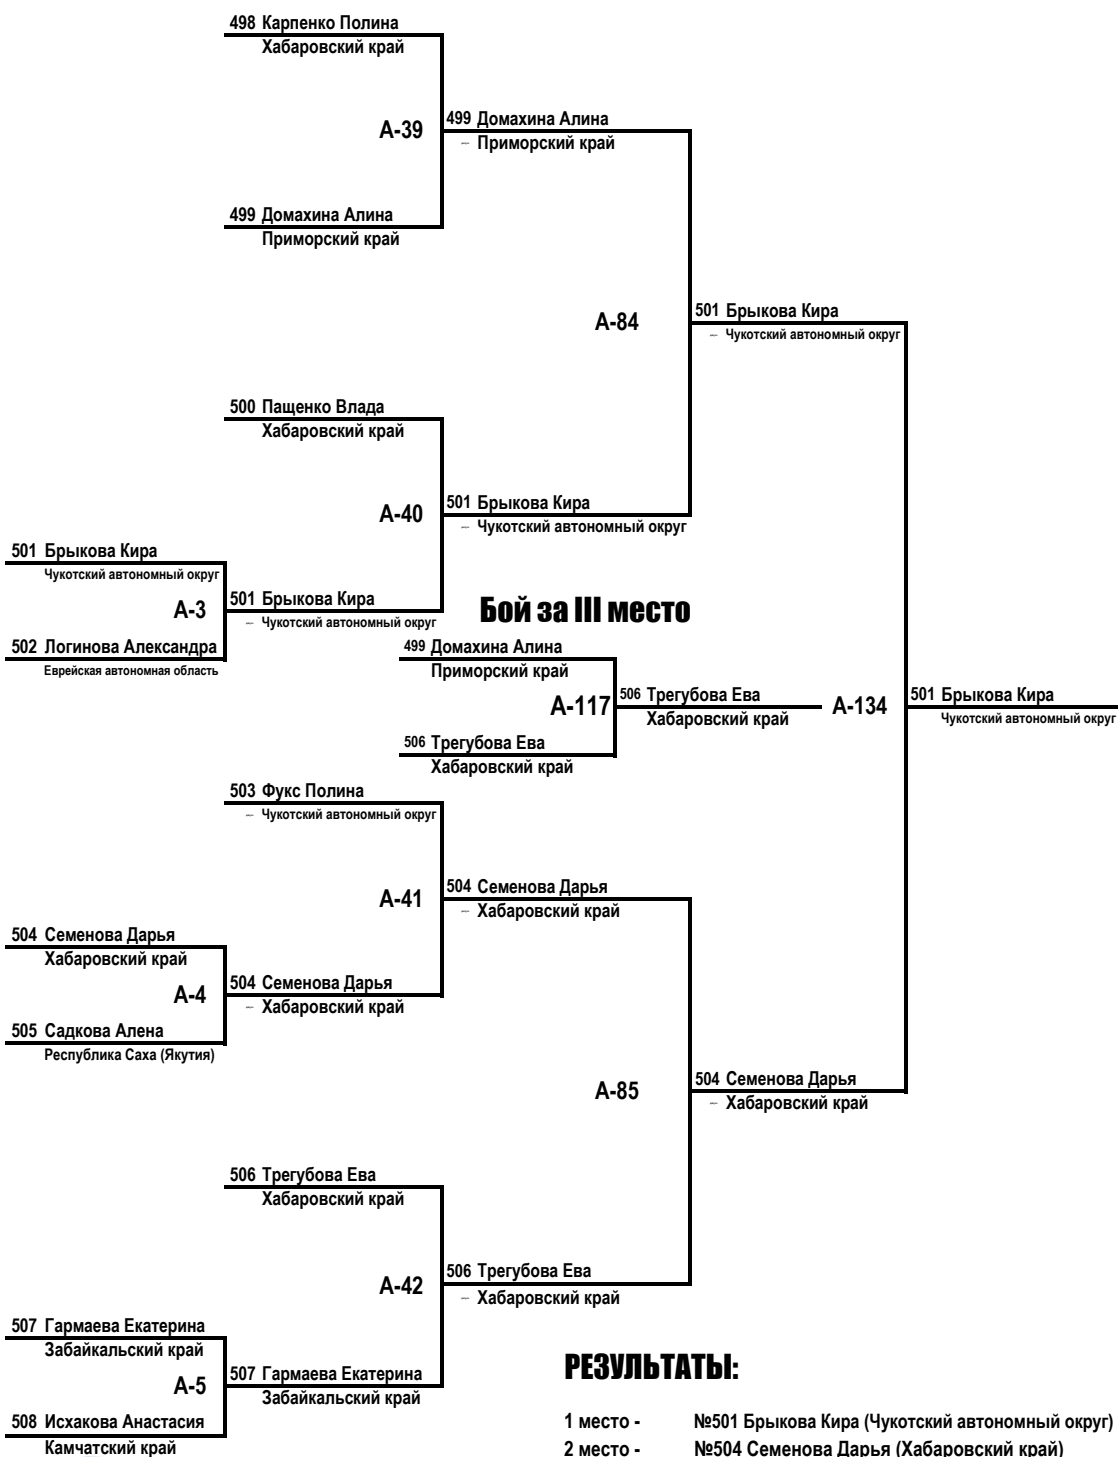 498 Карпенко Полина
Хабаровский край
А-39
499 Домахина Алина
Приморский край
499 Домахина Алина
Приморский край
А-84
501 Брыкова Кира
Чукотский автономный округ
500 Пащенко Влада
Хабаровский край
А-40
501 Брыкова Кира
Чукотский автономный округ
501 Брыкова Кира
Чукотский автономный округ
А-3
501 Брыкова Кира
Чукотский автономный округ
502 Логинова Александра
Еврейская автономная область
Бой за III место
499 Домахина Алина
Приморский край
А-117
506 Трегубова Ева
Хабаровский край
506 Трегубова Ева
Хабаровский край
А-134
501 Брыкова Кира
Чукотский автономный округ
503 Фукс Полина
Чукотский автономный округ
А-41
504 Семенова Дарья
Хабаровский край
504 Семенова Дарья
Хабаровский край
А-4
504 Семенова Дарья
Хабаровский край
505 Садкова Алена
Республика Саха (Якутия)
А-85
504 Семенова Дарья
Хабаровский край
506 Трегубова Ева
Хабаровский край
А-42
506 Трегубова Ева
Хабаровский край
507 Гармаева Екатерина
Забайкальский край
А-5
507 Гармаева Екатерина
Забайкальский край
508 Исхакова Анастасия
Камчатский край
РЕЗУЛЬТАТЫ:
1 место - №501 Брыкова Кира (Чукотский автономный округ)
2 место - №504 Семенова Дарья (Хабаровский край)